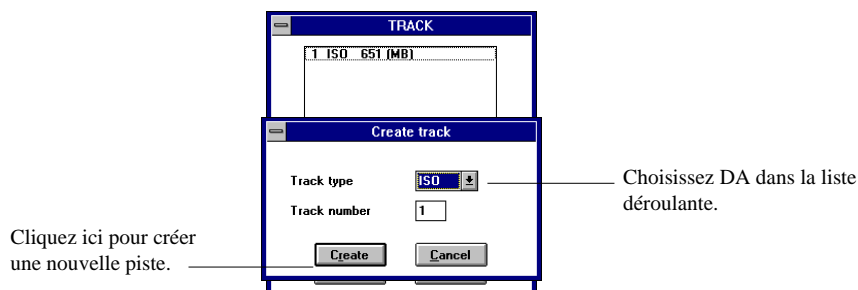 TRACK
1 ISO 651 (MB)
Create track
Track type ISO
Track number 1
Create Cancel
Choisissez DA dans la liste
déroulante.
Cliquez ici pour créer
une nouvelle piste.